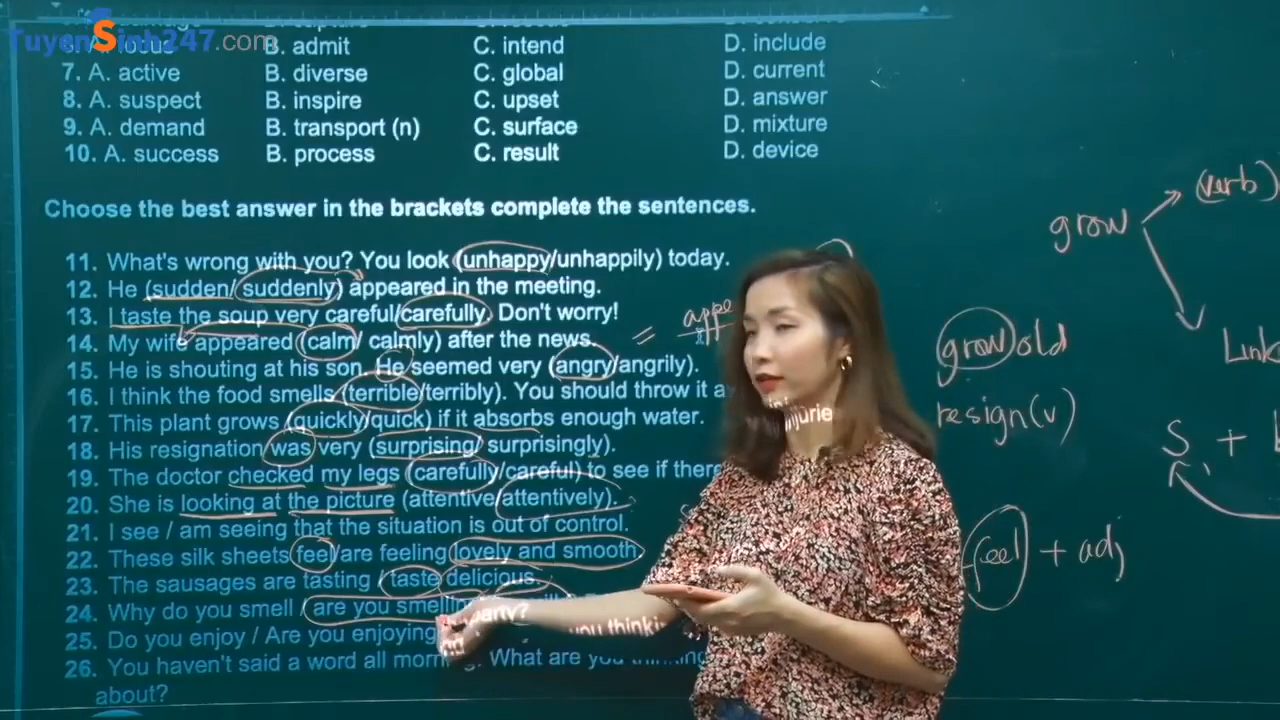 TuyenSinh247.com
B. admit C. intend D. include
7. A. active B. diverse C. global D. current
8. A. suspect B. inspire C. upset D. answer
9. A. demand B. transport (n) C. surface D. mixture
10. A. success B. process C. result D. device
Choose the best answer in the brackets complete the sentences.
11. What's wrong with you? You look (unhappy/unhappily) today.
12. He (sudden/ suddenly) appeared in the meeting.
13. I taste the soup very careful/carefully. Don't worry!
14. My wife appeared (calm/ calmly) after the news.
15. He is shouting at his son. He seemed very (angry/angrily).
16. I think the food smells (terrible/terribly). You should throw it
17. This plant grows (quickly/quick) if it absorbs enough water.
18. His resignation was very (surprising/ surprisingly).
19. The doctor checked my legs (carefully/careful) to see if there
20. She is looking at the picture (attentive/attentively).
21. I see / am seeing that the situation is out of control.
22. These silk sheets feel/are feeling lovely and smooth.
23. The sausages are tasting / taste delicious.
24. Why do you smell / are you smelling
25. Do you enjoy / Are you enjoying party?
26. You haven't said a word all What are you thinking
about?
=
grow
(verb)
grow old
resign(v)
S +
feel + adj